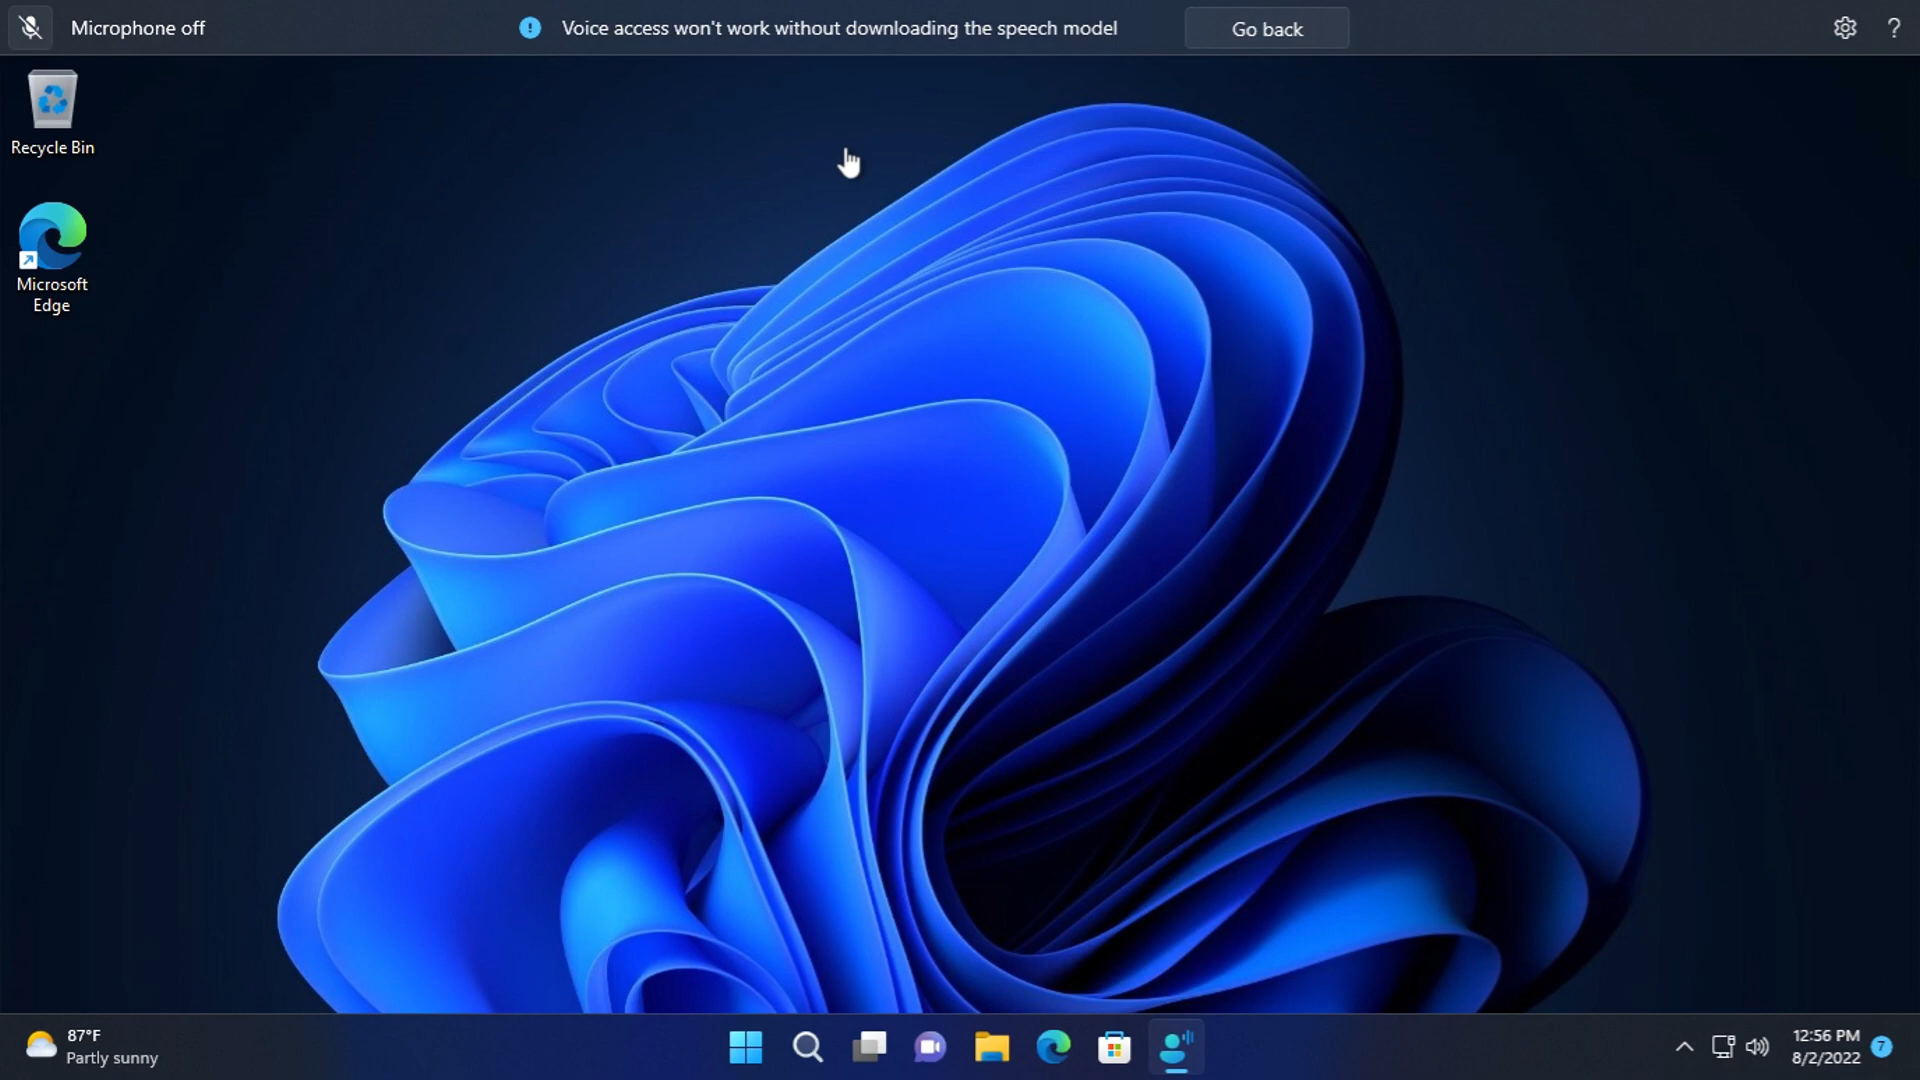 Microphone off
Voice access won't work without downloading the speech model
Go back
?
Recycle Bin
Microsoft
Edge
87°F
Partly sunny
12:56 PM
8/2/2022
7